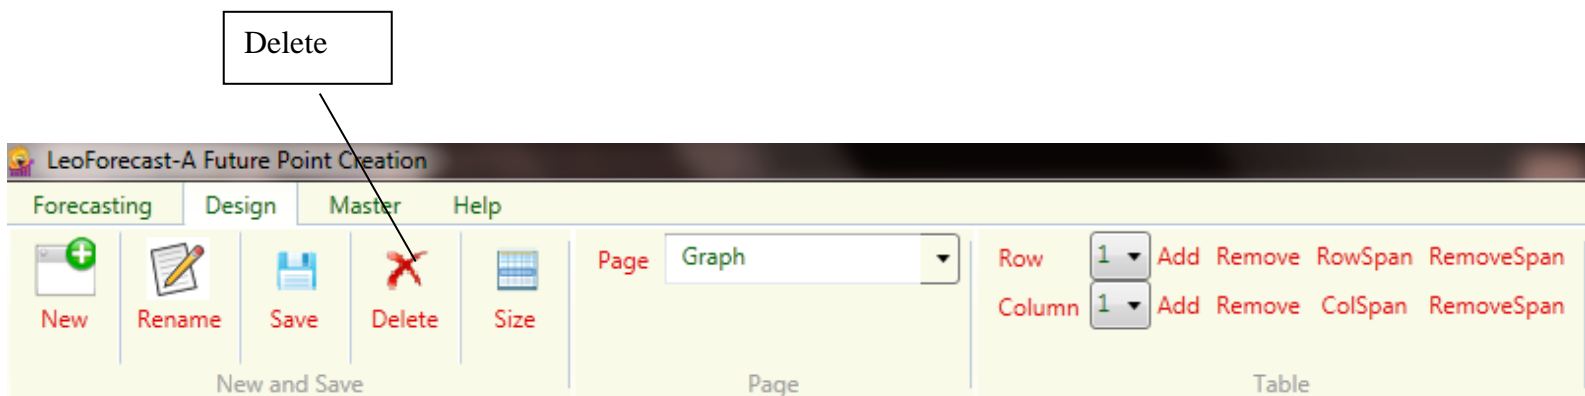 Delete
LeoForecast-A Future Point Creation
Forecasting Design Master Help
Page Graph
Row 1 Add Remove RowSpan RemoveSpan
Column 1 Add Remove ColSpan RemoveSpan
New Rename Save Delete Size
New and Save Page Table